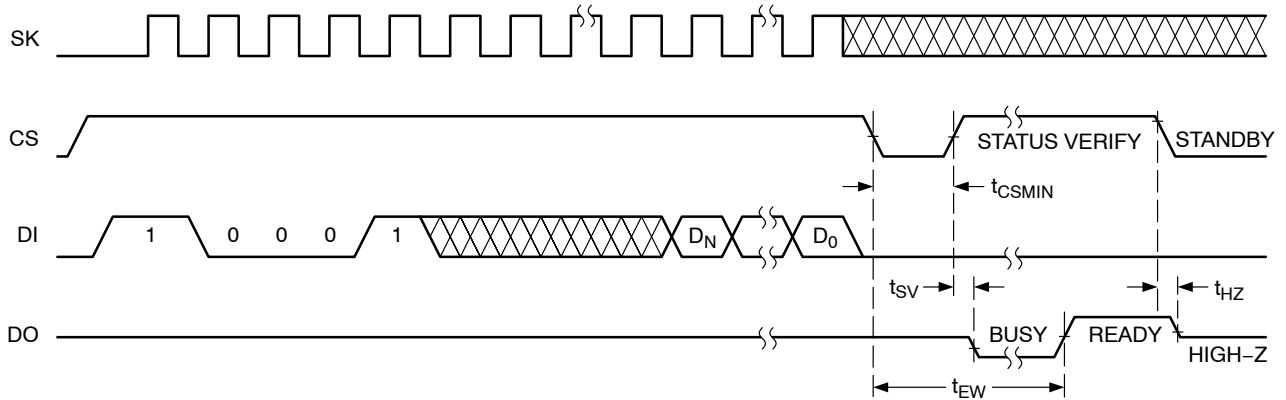 SK
CS
STATUS VERIFY
STANDBY
tCSMIN
DI
1 0 0 0 1
DN
D0
tSV
tHZ
DO
BUSY
READY
HIGH–Z
tEW